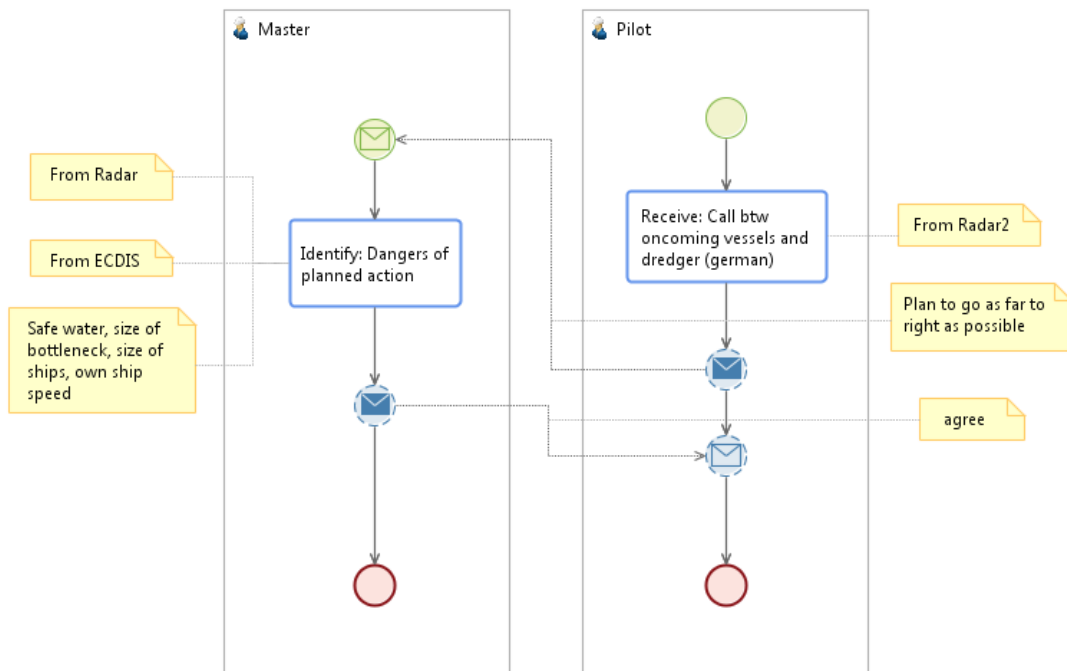 Master
Pilot
From Radar
From ECDIS
Safe water, size of
bottleneck, size of
ships, own ship
speed
Identify: Dangers of
planned action
Receive: Call btw
oncoming vessels and
dredger (german)
From Radar2
Plan to go as far to
right as possible
agree